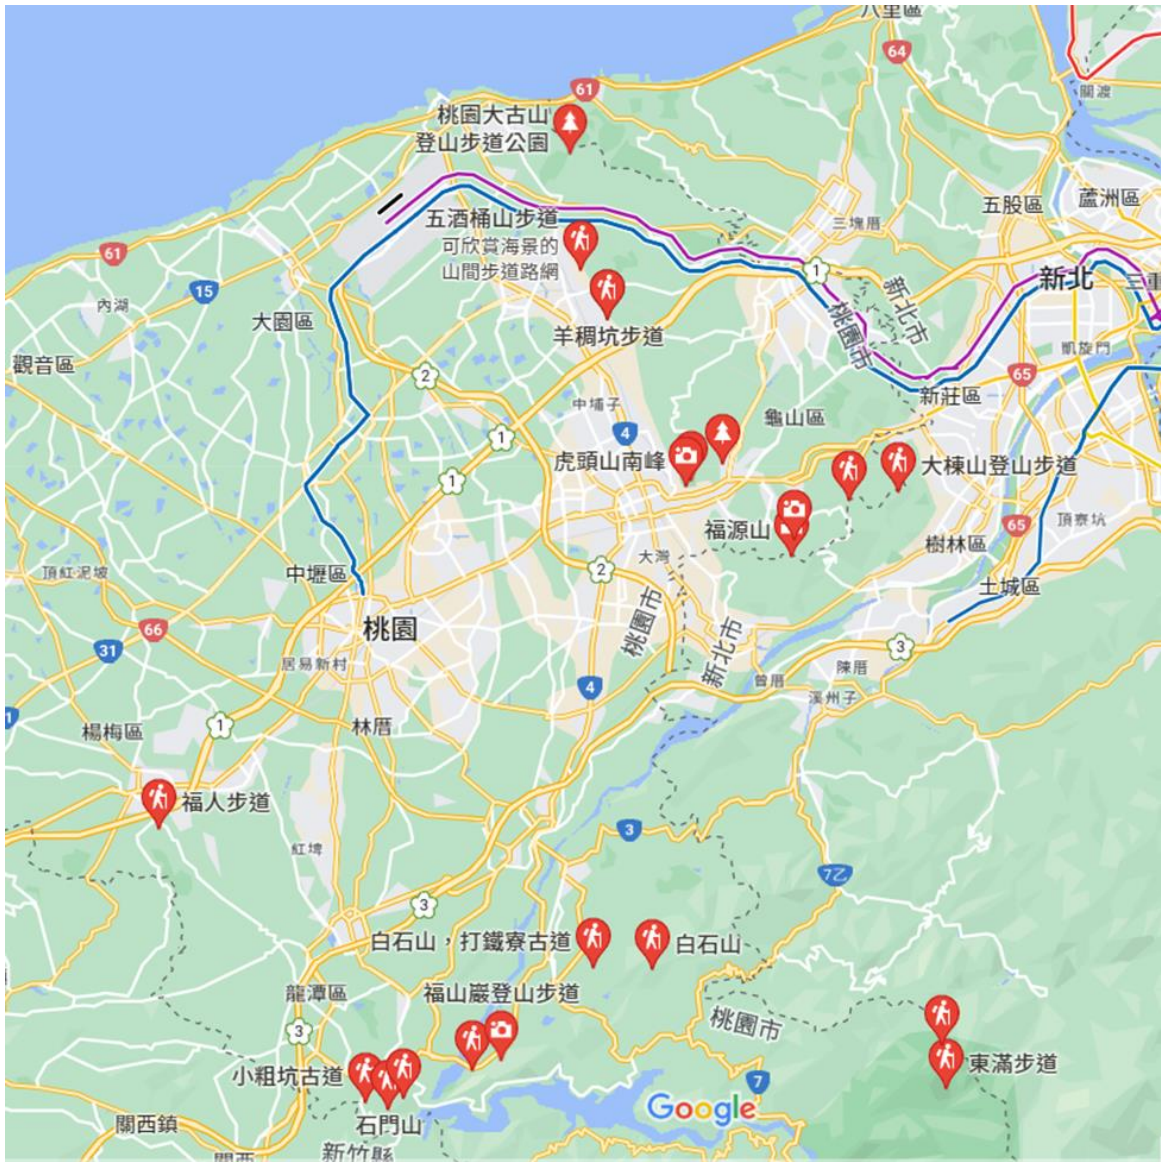 八里區
64
關渡
61
桃園大古山
登山步道公園
蘆洲區
五股區
五酒桶山步道
可欣賞海景的
山間步道路網
三塊厝
61
1
新北市
新北
三重
15
內湖
大園區
桃園市
羊稠坑步道
凱旋門
觀音區
2
65
新莊區
中埔子
龜山區
1
4
虎頭山南峰
大棟山登山步道
1
福源山
65
頂寮坑
樹林區
大灣
2
頂紅泥坡
中壢區
土城區
桃園市
66
桃園
新北市
31
居易新村
3
陳厝
曾厝
溪州子
4
1
1
林厝
楊梅區
福人步道
3
紅埤
7乙
3
白石山,打鐵寮古道
白石山
福山巖登山步道
龍潭區
桃園市
3
小粗坑古道
東滿步道
7
Google
關西鎮
石門山
新竹縣
關西